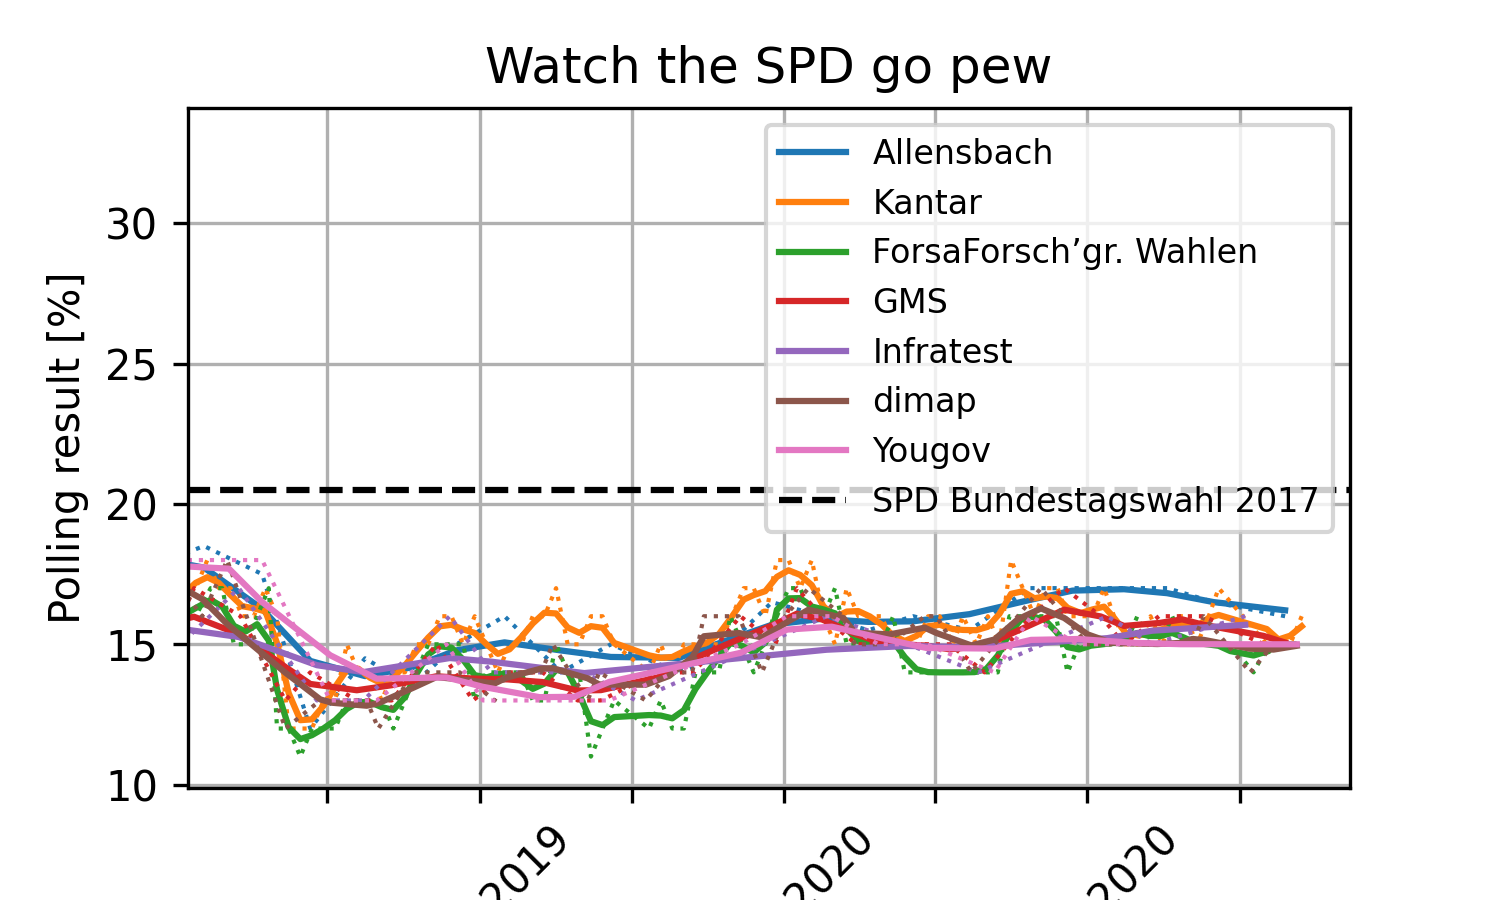 Watch the SPD go pew
Polling result [%]
30
25
20
15
10
Allensbach
Kantar
ForsaForsch’gr. Wahlen
GMS
Infratest
dimap
Yougov
SPD Bundestagswahl 2017
2019
2020
2020